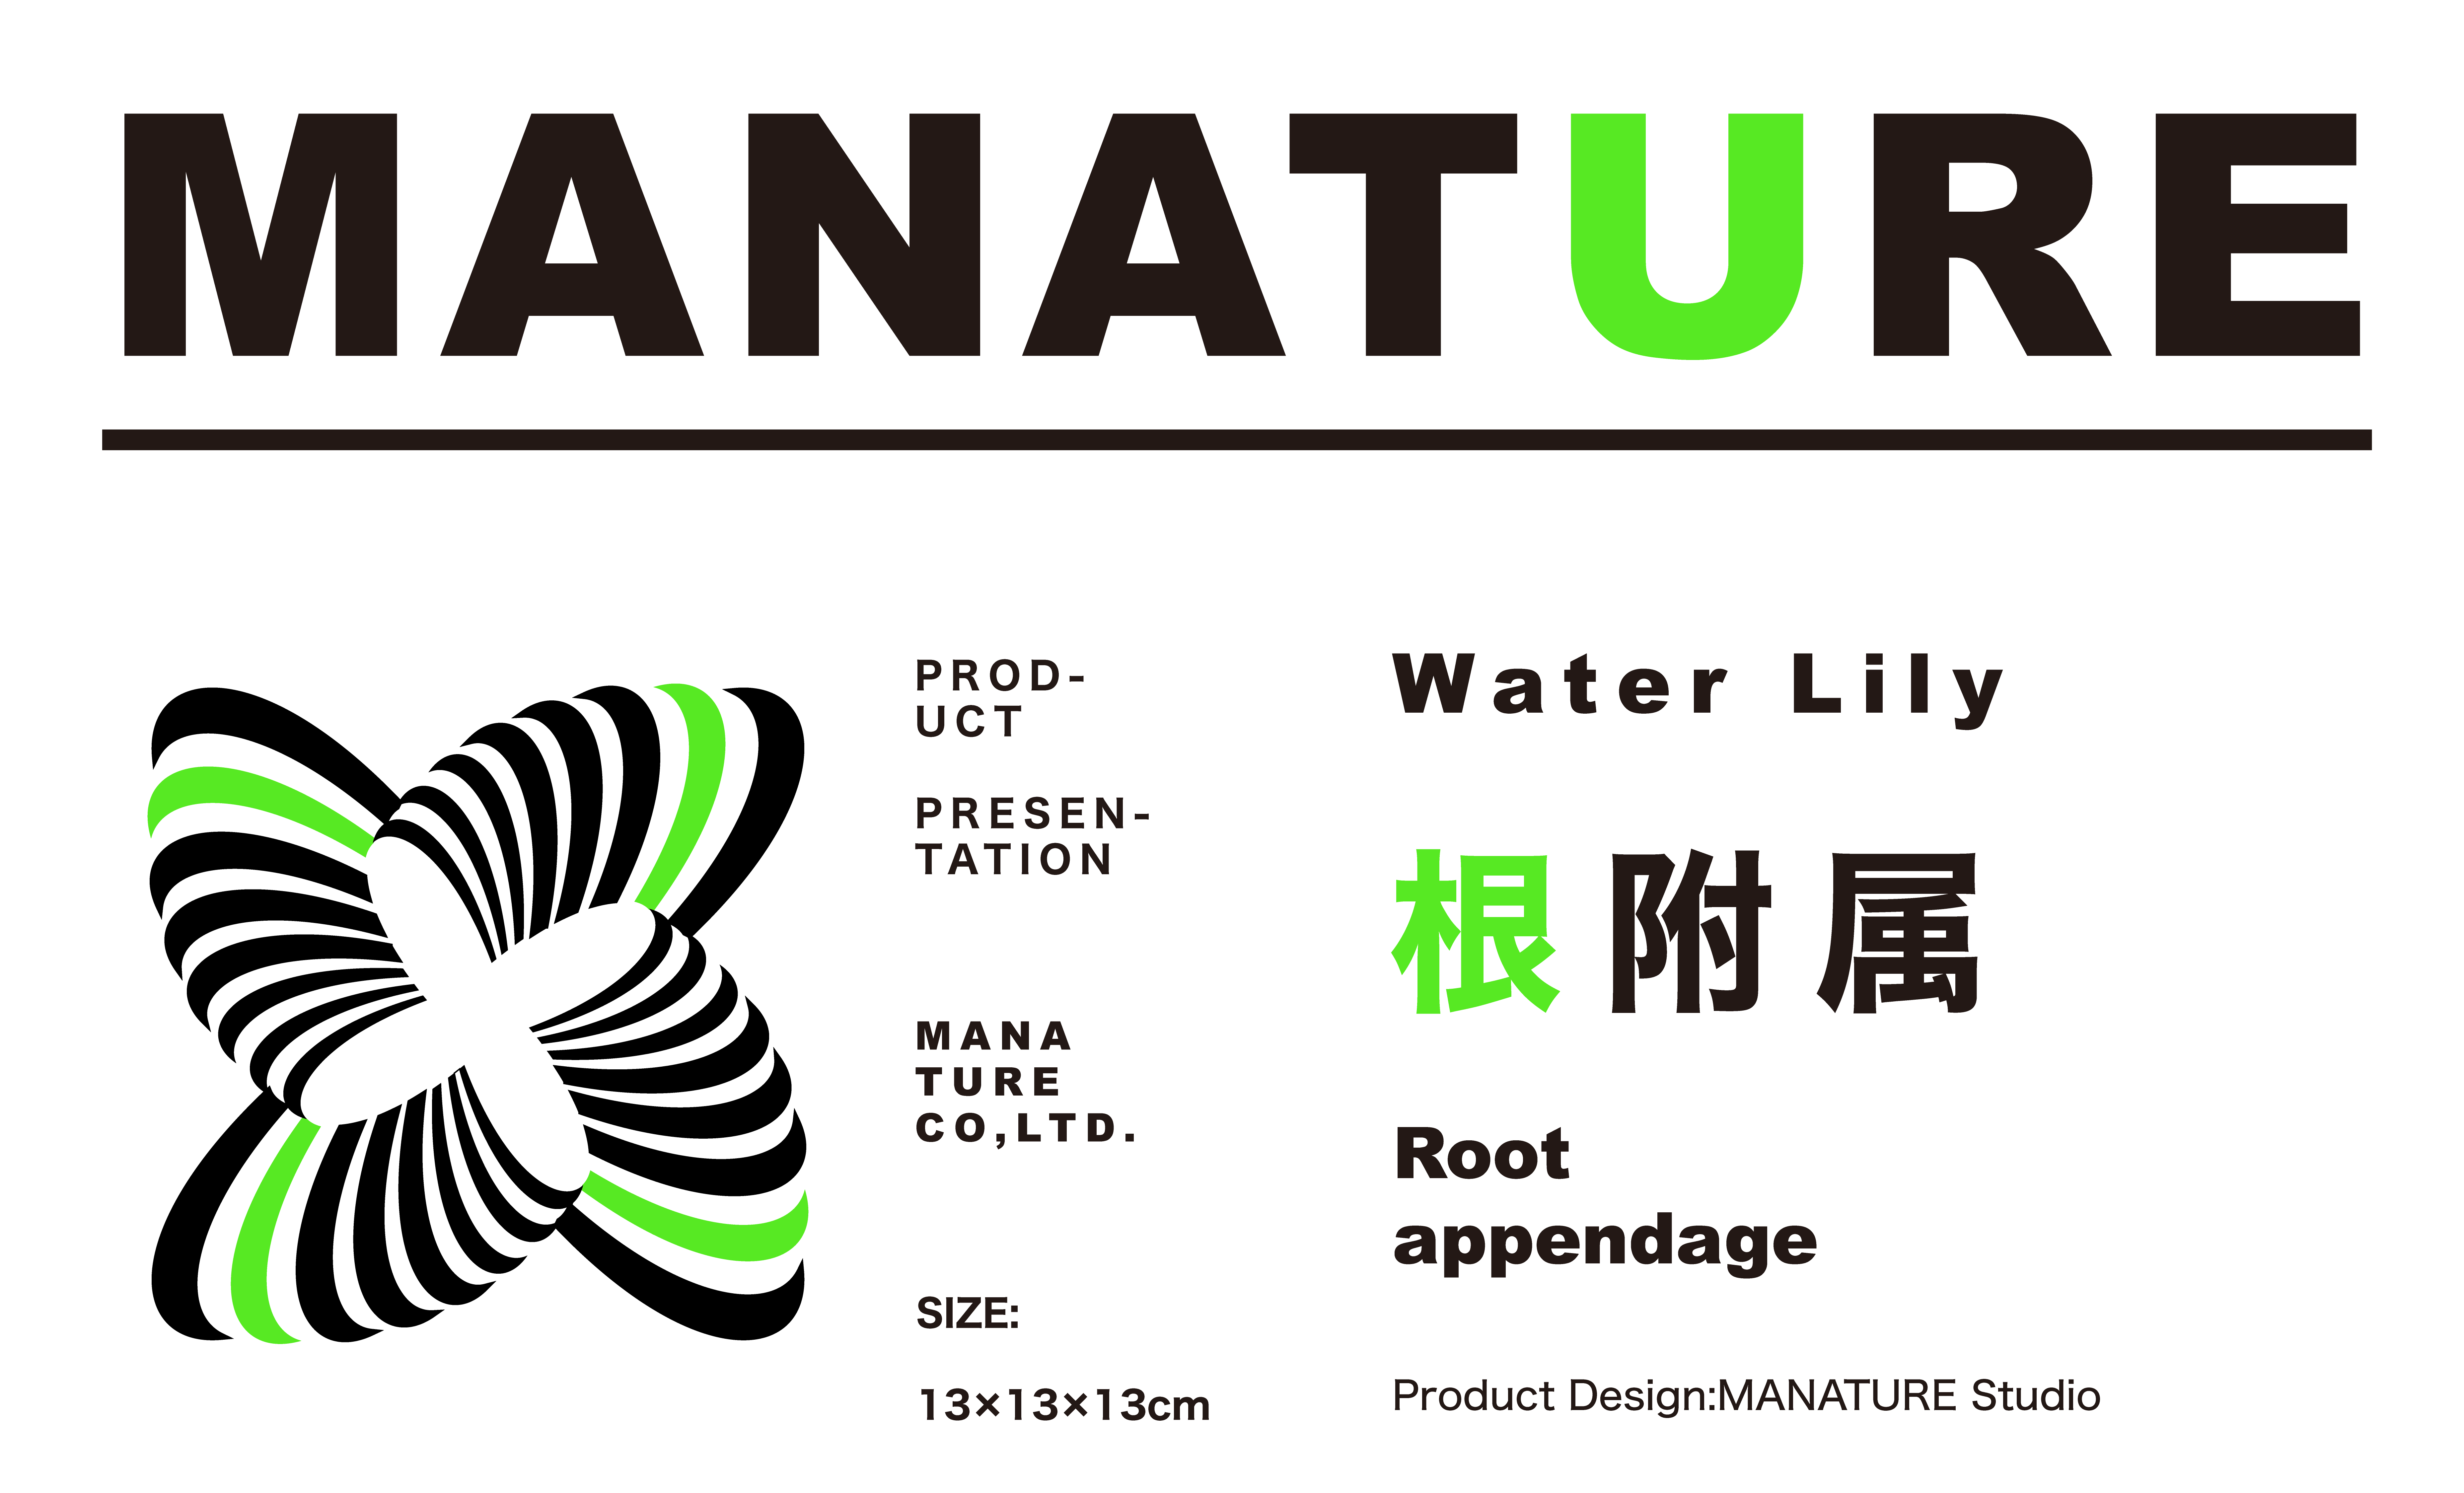 MANATURE
PROD-
UCT
PRESEN-
TATION
MANA
TURE
CO,LTD.
SIZE:
13×13×13cm
Water Lily
根附属
Root
appendage
Product Design:MANATURE Studio